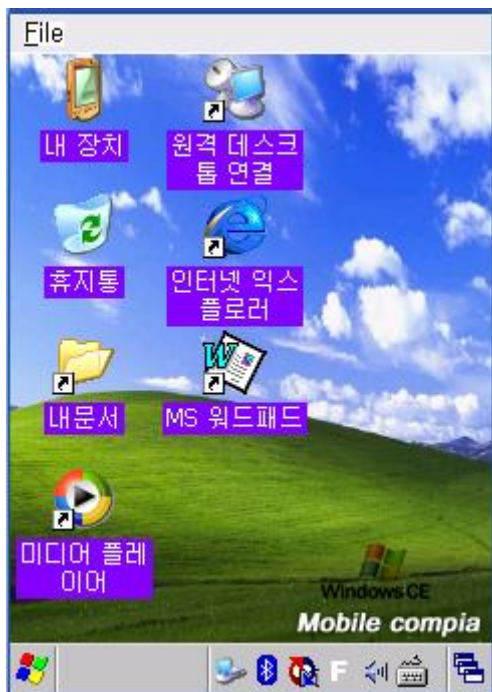 File
내 장치
원격 데스크
톱 연결
휴지통
인터넷 익스
플로러
내문서
MS 워드패드
미디어 플레
이어
Windows CE
Mobile compia
F